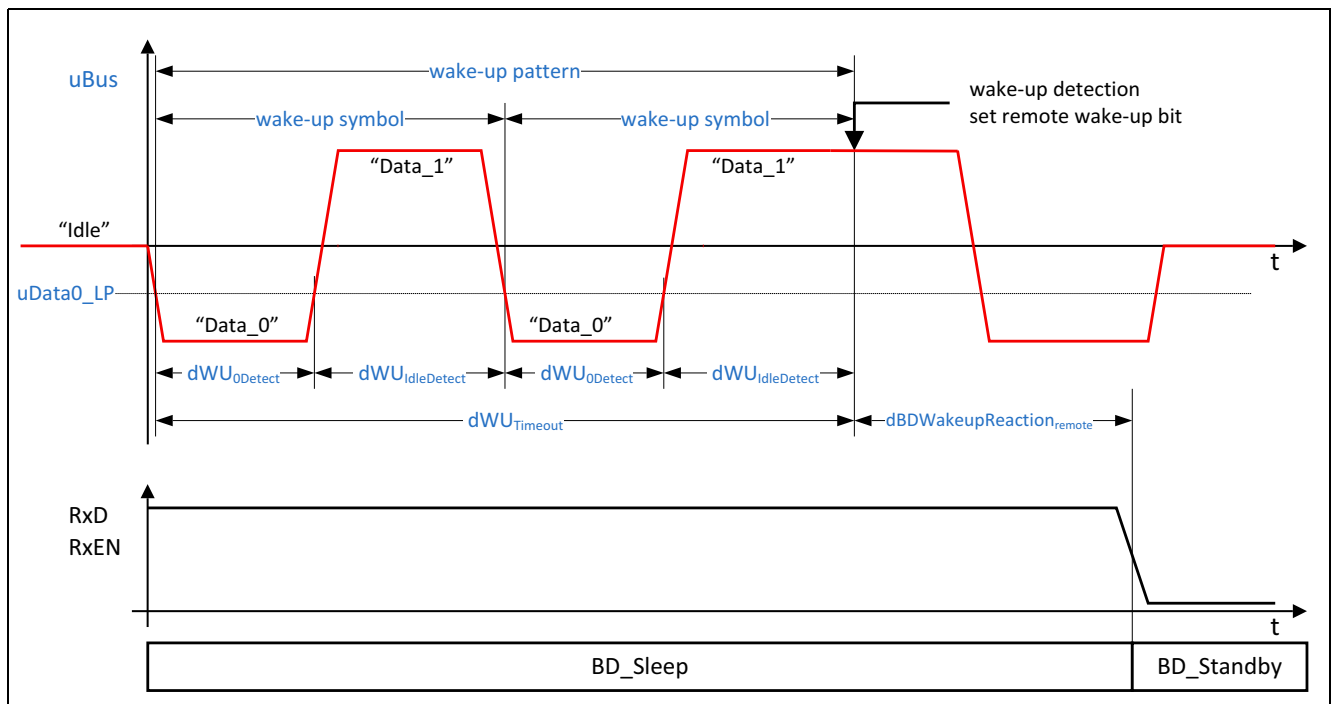 uBus
wake-up pattern
wake-up detection
set remote wake-up bit
wake-up symbol
wake-up symbol
“Data_1”
“Data_1”
“Idle”
t
uData0_LP
“Data_0”
“Data_0”
dWU0Detect
dWUIdleDetect
dWU0Detect
dWUIdleDetect
dWUTimeout
dBDWakeupReactionremote
RxD
RxEN
t
BD_Sleep
BD_Standby